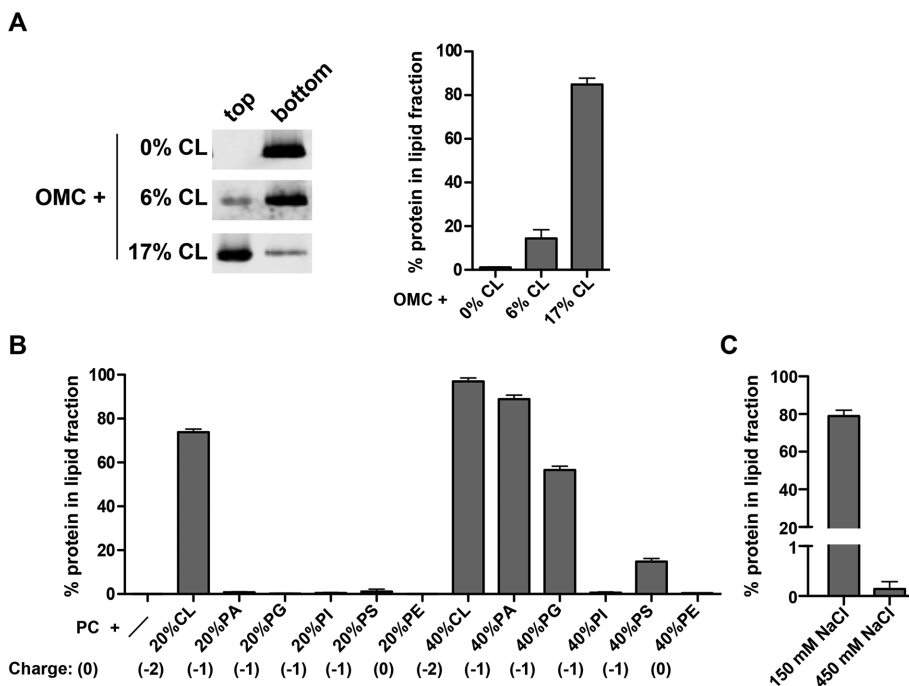 A
top bottom
0% CL
OMC + 6% CL
17% CL
% protein in lipid fraction
100
80
60
40
20
0
OMC + 0% CL 6% CL 17% CL
B
% protein in lipid fraction
100
80
60
40
20
0
PC + / 20%CL 20%PA 20%PG 20%PI 20%PS 20%PE 40%CL 40%PA 40%PG 40%PI 40%PS 40%PE
Charge: (0) (-2) (-1) (-1) (-1) (-1) (0) (-2) (-1) (-1) (-1) (-1) (0)
C
% protein in lipid fraction
100
80
60
40
20
1
0
150 mM NaCl 450 mM NaCl